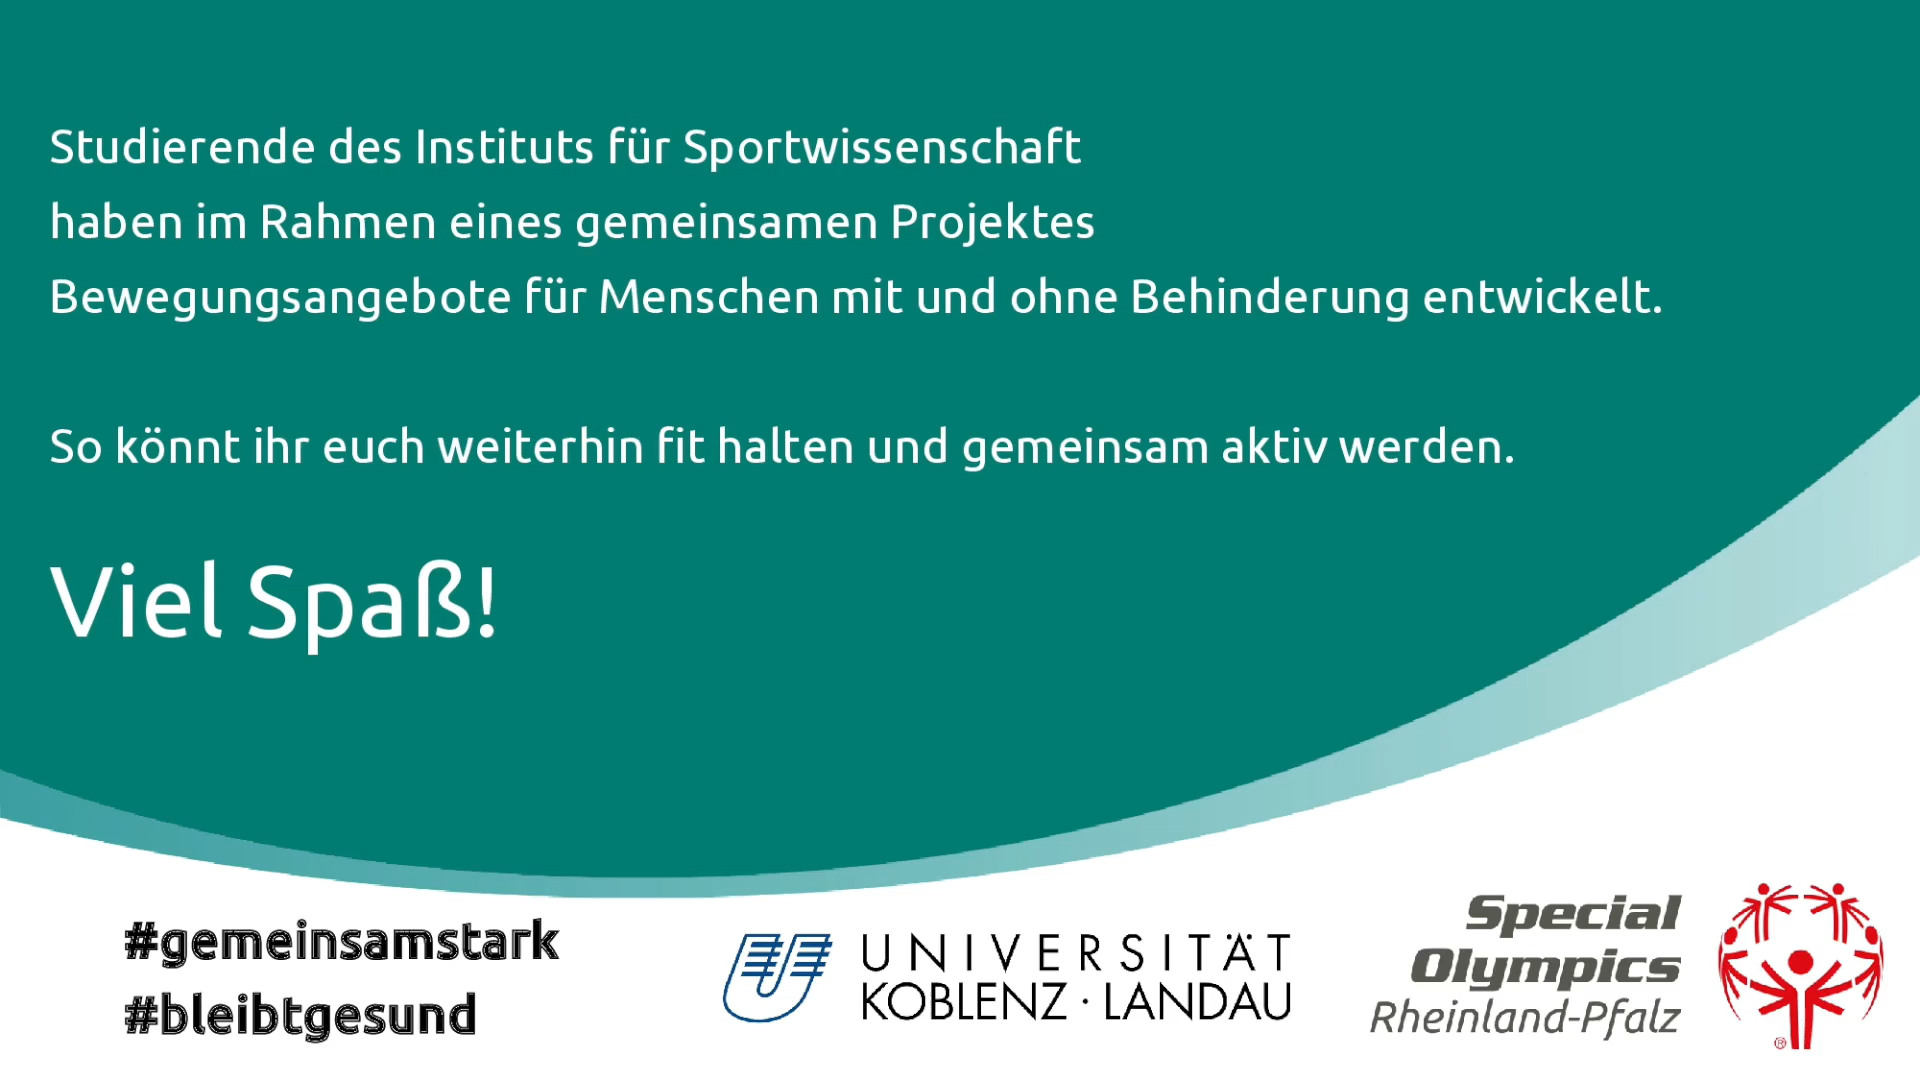 Studierende des Instituts für Sportwissenschaft
haben im Rahmen eines gemeinsamen Projektes
Bewegungsangebote für Menschen mit und ohne Behinderung entwickelt.
So könnt ihr euch weiterhin fit halten und gemeinsam aktiv werden.
Viel Spaß!
#gemeinsamstark
#bleibtgesund
UNIVERSITÄT
KOBLENZ · LANDAU
Special
Olympics
Rheinland-Pfalz
®